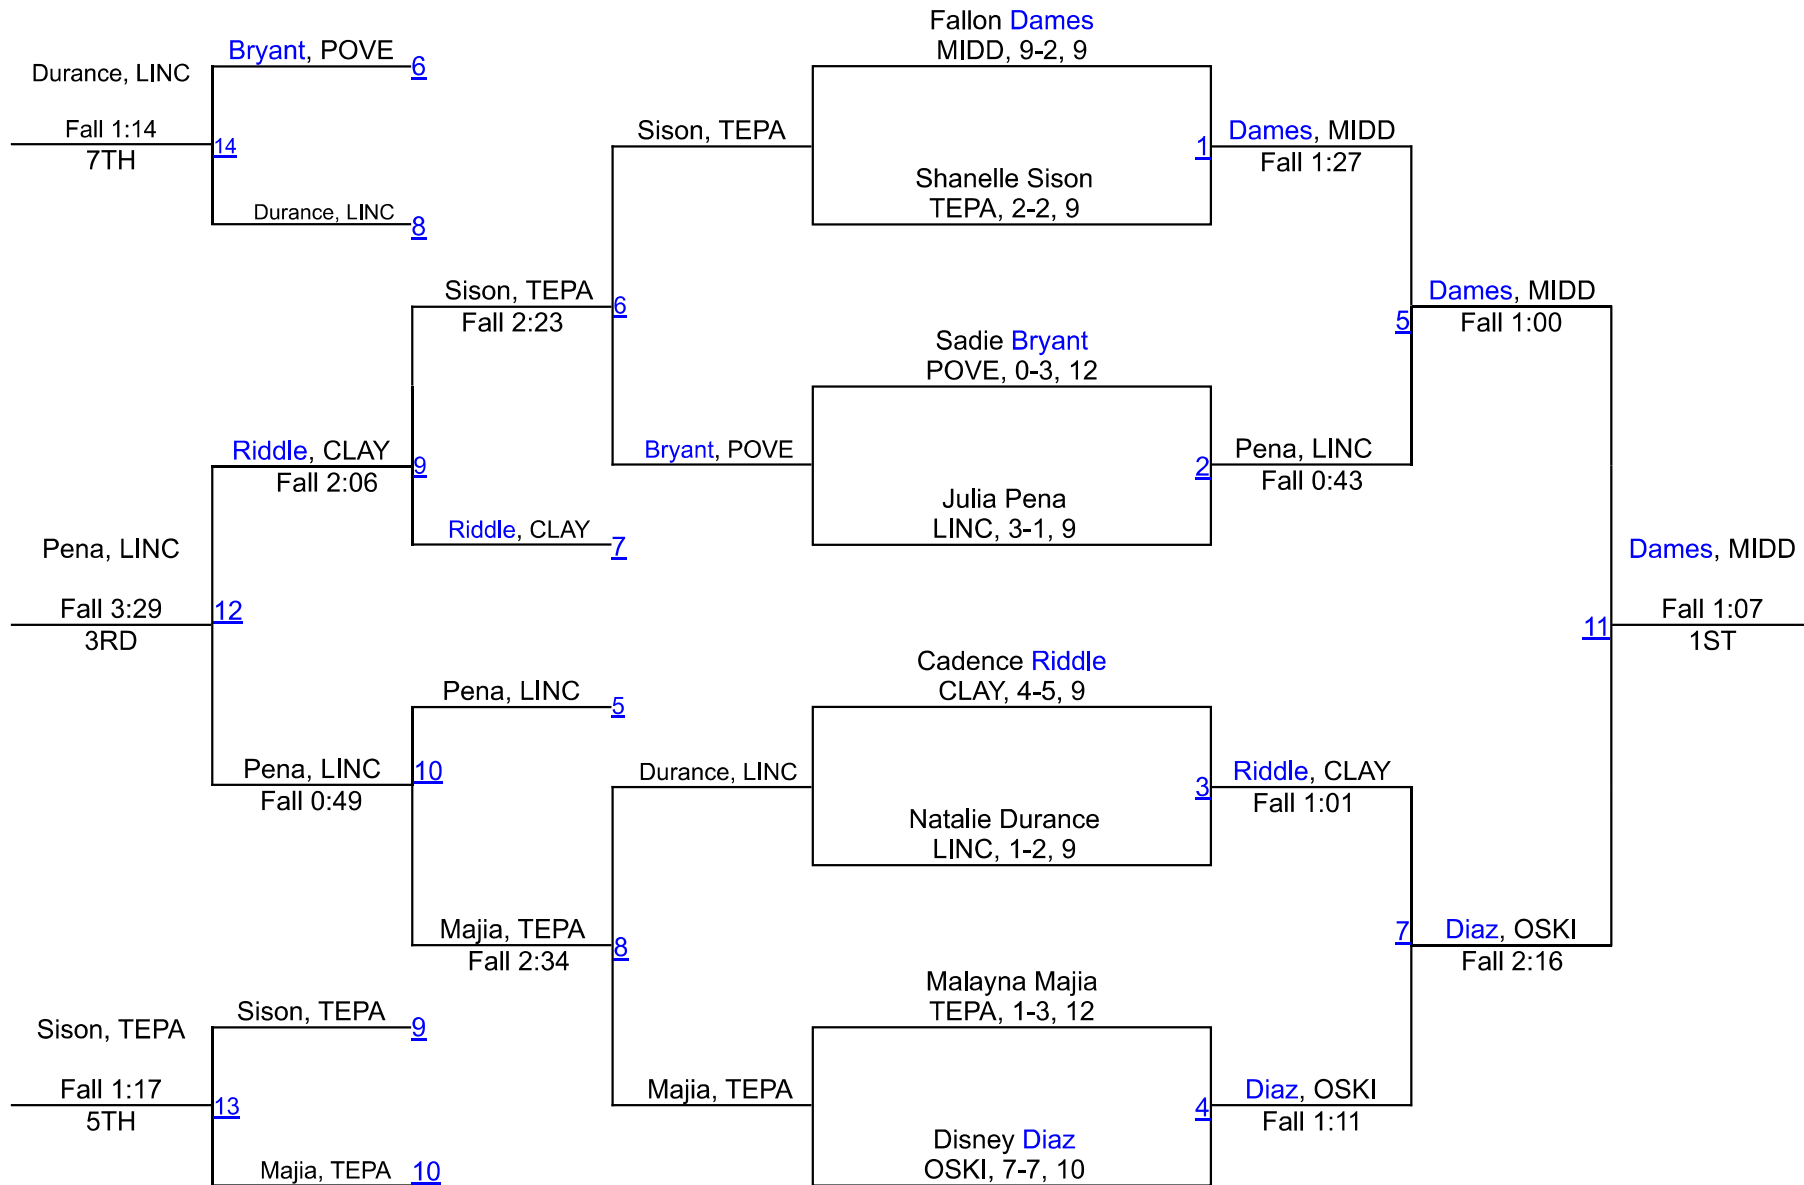 Fallon Dames
MIDD, 9-2, 9
Bryant, POVE
6
Durance, LINC
Fall 1:14
7TH
14
Sison, TEPA
1
Dames, MIDD
Fall 1:27
Shanelle Sison
TEPA, 2-2, 9
Durance, LINC
8
Sison, TEPA
Fall 2:23
6
Dames, MIDD
Fall 1:00
5
Sadie Bryant
POVE, 0-3, 12
Riddle, CLAY
Fall 2:06
9
Bryant, POVE
2
Pena, LINC
Fall 0:43
Julia Pena
LINC, 3-1, 9
Riddle, CLAY
7
Pena, LINC
Fall 3:29
3RD
12
Dames, MIDD
Fall 1:07
1ST
11
Cadence Riddle
CLAY, 4-5, 9
Pena, LINC
5
Pena, LINC
Fall 0:49
10
Durance, LINC
3
Riddle, CLAY
Fall 1:01
Natalie Durance
LINC, 1-2, 9
Majia, TEPA
Fall 2:34
8
7
Diaz, OSKI
Fall 2:16
Malayna Majia
TEPA, 1-3, 12
Sison, TEPA
9
Sison, TEPA
Fall 1:17
5TH
13
Majia, TEPA
4
Diaz, OSKI
Fall 1:11
Disney Diaz
OSKI, 7-7, 10
Majia, TEPA
10